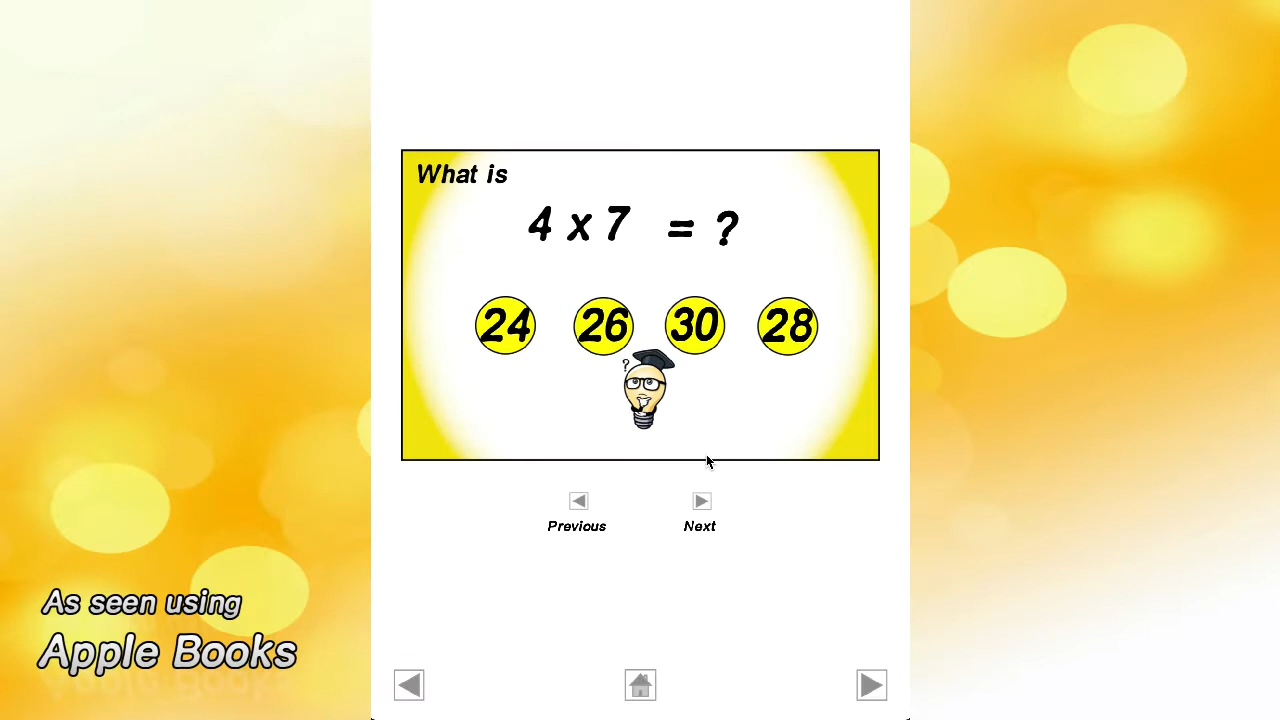 What is
4 x 7 = ?
24 26 30 28
?
Previous Next
As seen using
Apple Books